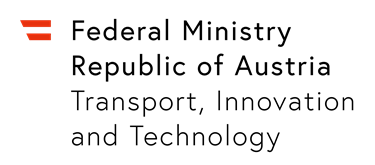 Federal Ministry
Republic of Austria
Transport, Innovation
and Technology